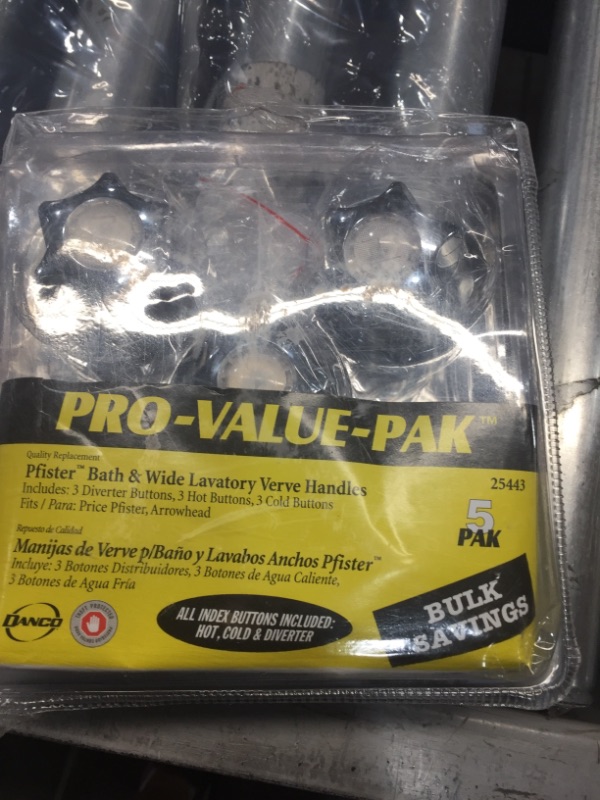 PRO-VALUE-PAK™
Quality Replacement
Pfister™ Bath & Wide Lavatory Verve Handles
25443
Includes: 3 Diverter Buttons, 3 Hot Buttons, 3 Cold Buttons
Fits / Para: Price Pfister, Arrowhead
5
PAK
Repuesto de Calidad
Manijas de Verve p/Baño y Lavabos Anchos Pfister™
Incluye: 3 Botones Distribuidores, 3 Botones de Agua Caliente,
3 Botones de Agua Fría
DANCO
THEFT PROTECTED
ALL INDEX BUTTONS INCLUDED:
HOT, COLD & DIVERTER
BULK
SAVINGS